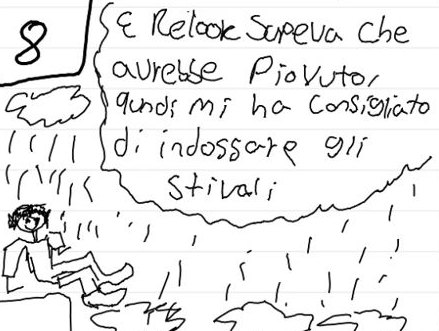 8
E Relook Sapeva che
avrebbe Piovuto,
quindi mi ha Consigliato
di indossare gli
Stivali